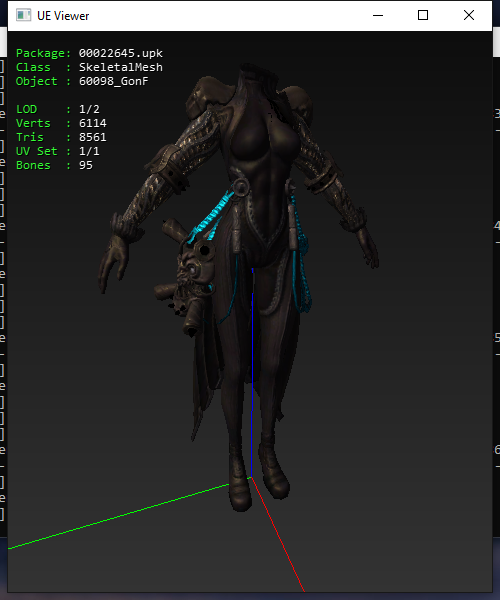 UE Viewer
Package: 00022645.upk
Class : SkeletalMesh
Object : 60098_GonF
LOD : 1/2
Verts : 6114
Tris : 8561
UV Set : 1/1
Bones : 95